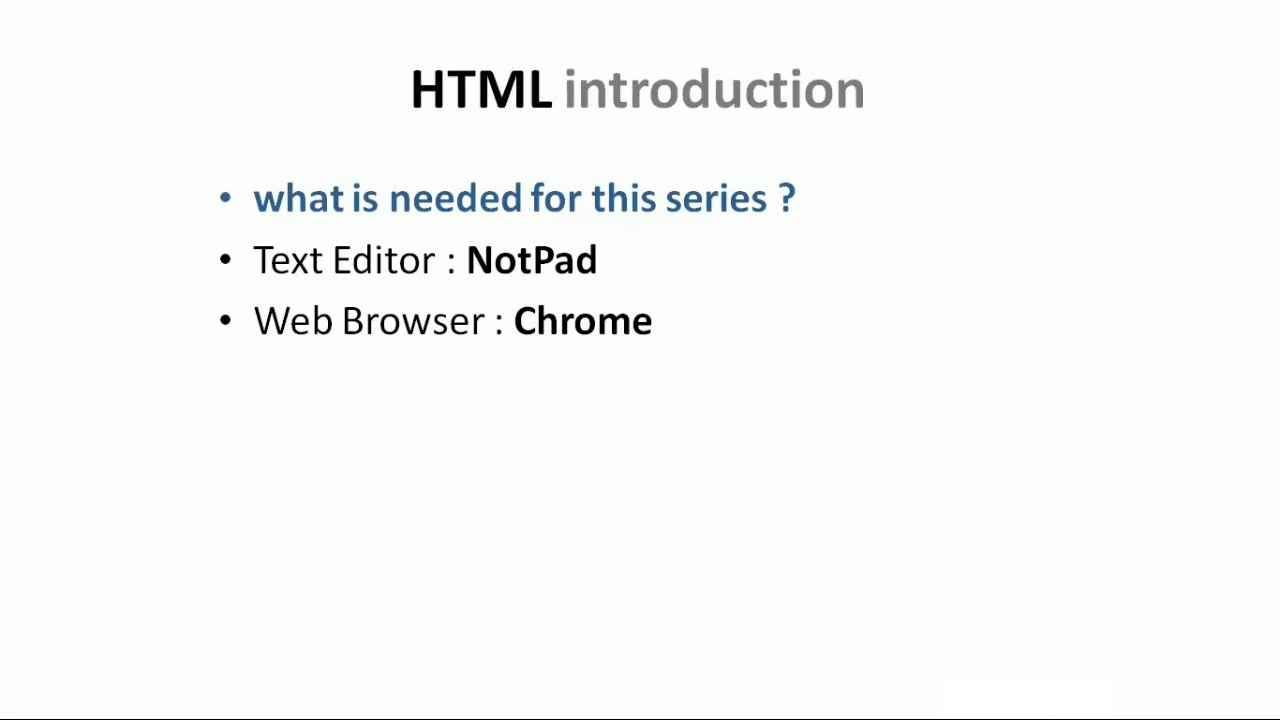 HTML introduction
• what is needed for this series ?
• Text Editor : NotPad
• Web Browser : Chrome